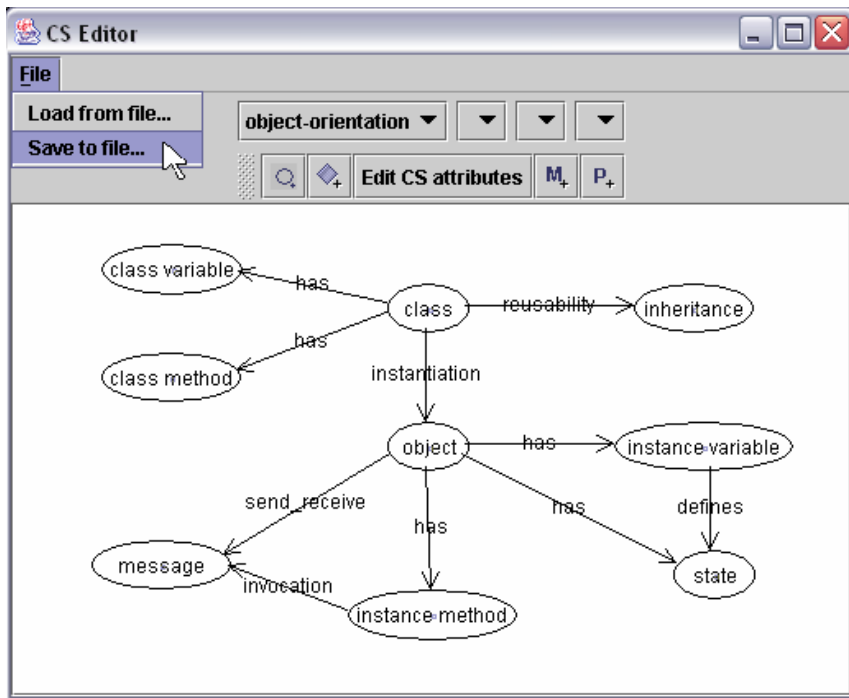 CS Editor
File
Load from file...
Save to file...
object-orientation
Edit CS attributes
M+
P+
class variable
has
class
reusability
inheritance
has
class method
instantiation
object
has
instance variable
send_receive
has
has
defines
message
invocation
state
instance method